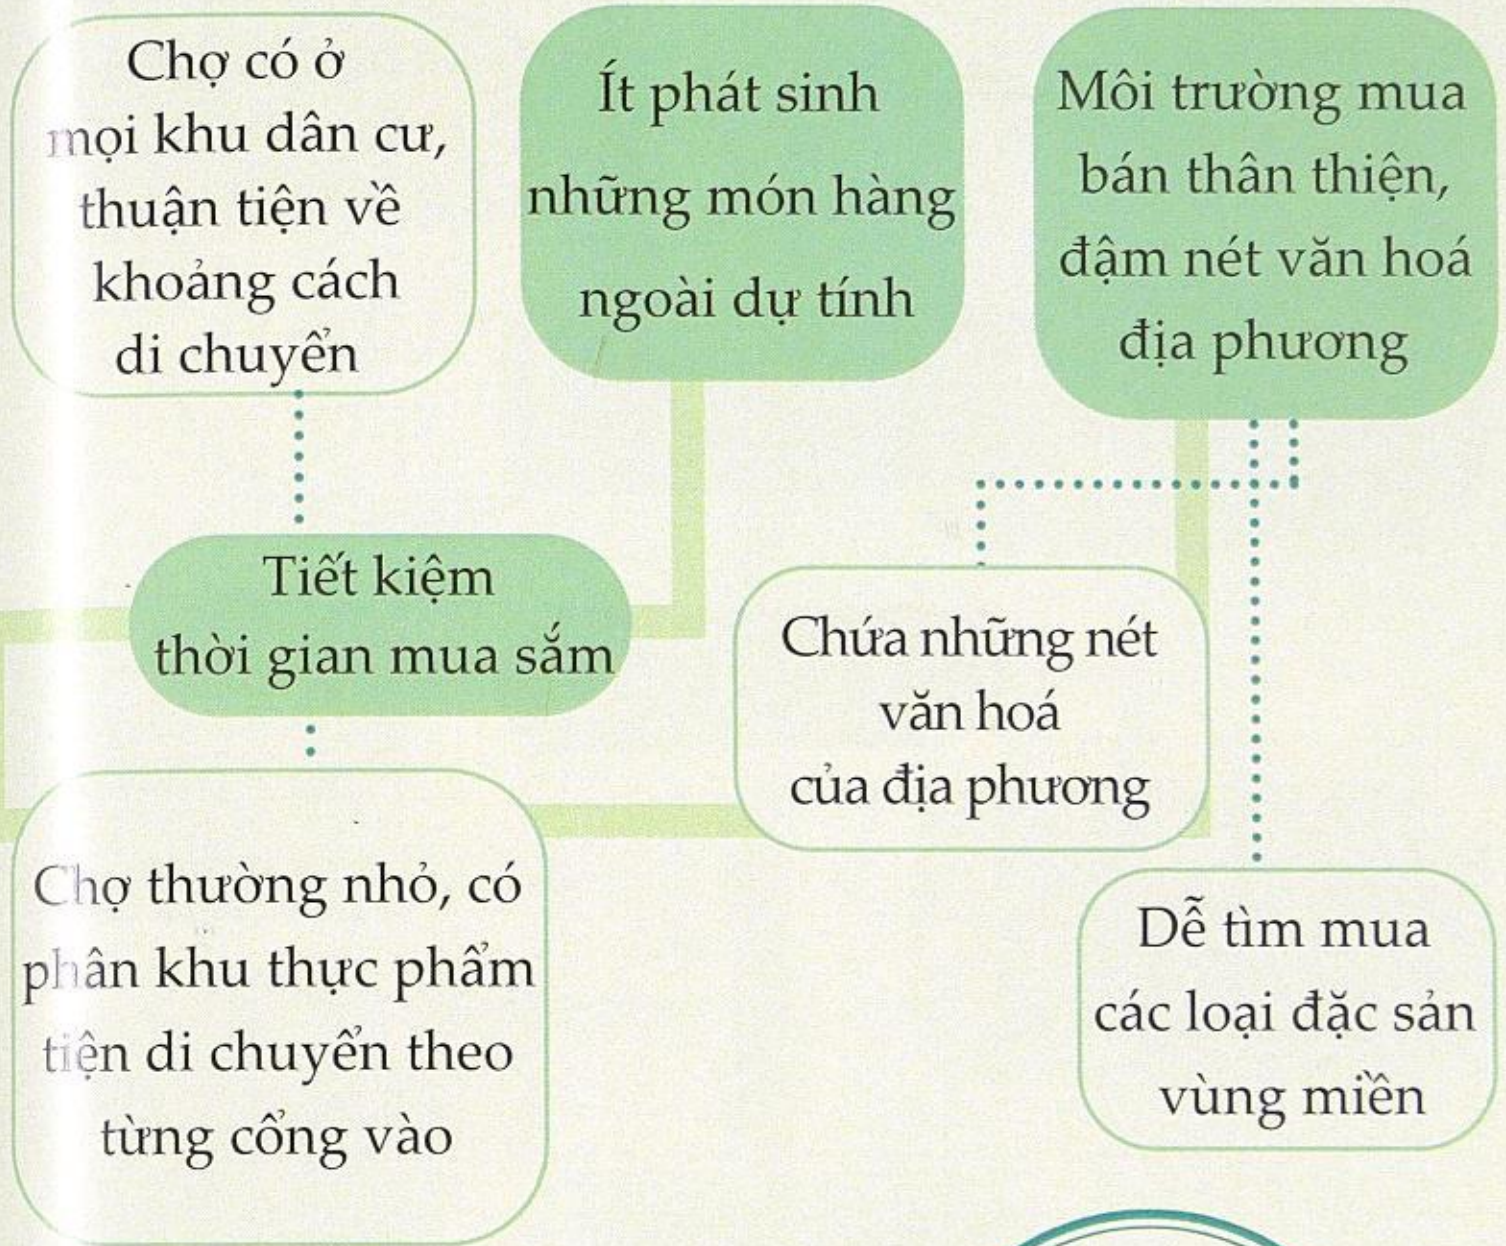 Chợ có ở
mọi khu dân cư,
thuận tiện về
khoảng cách
di chuyển
Ít phát sinh
những món hàng
ngoài dự tính
Môi trường mua
bán thân thiện,
đậm nét văn hoá
địa phương
Tiết kiệm
thời gian mua sắm
Chứa những nét
văn hoá
của địa phương
Chợ thường nhỏ, có
phân khu thực phẩm
tiện di chuyển theo
từng cổng vào
Dễ tìm mua
các loại đặc sản
vùng miền